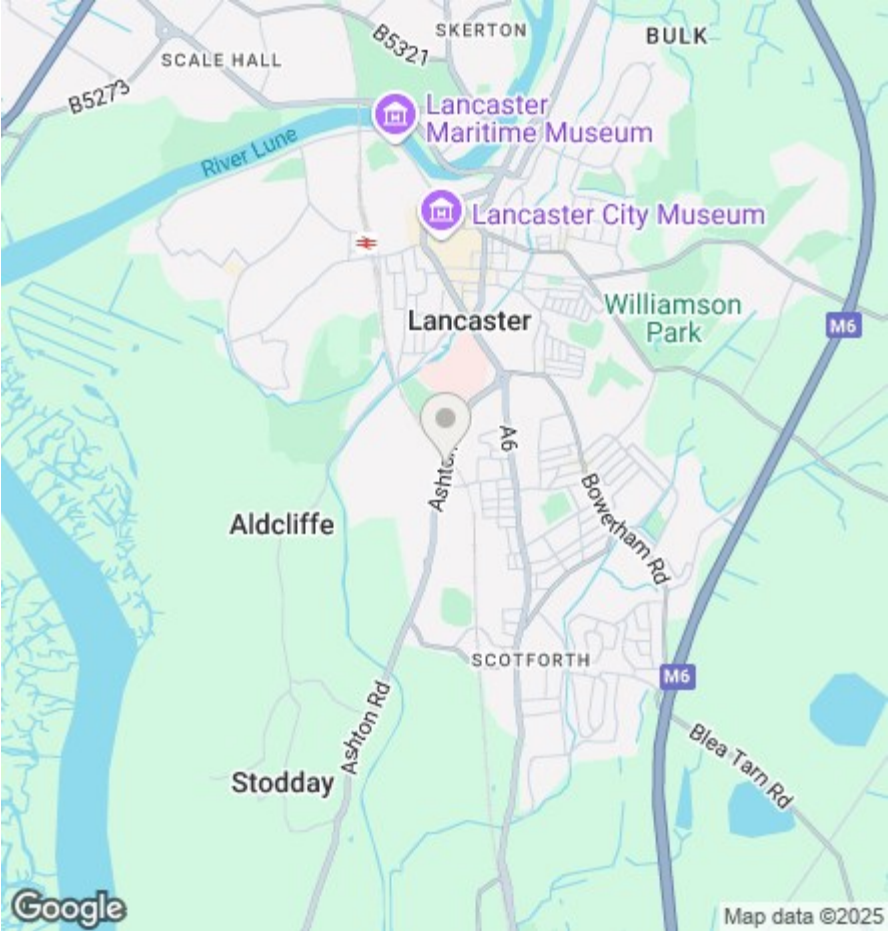 SKERTON
B5321
BULK
SCALE HALL
B5273
Lancaster
Maritime Museum
River Lune
Lancaster City Museum
Williamson
Park
Lancaster
M6
A6
Ashton
Bowerham Rd
Aldcliffe
SCOTFORTH
M6
Ashton Rd
Blea Tarn Rd
Stodday
Google
Map data ©2025